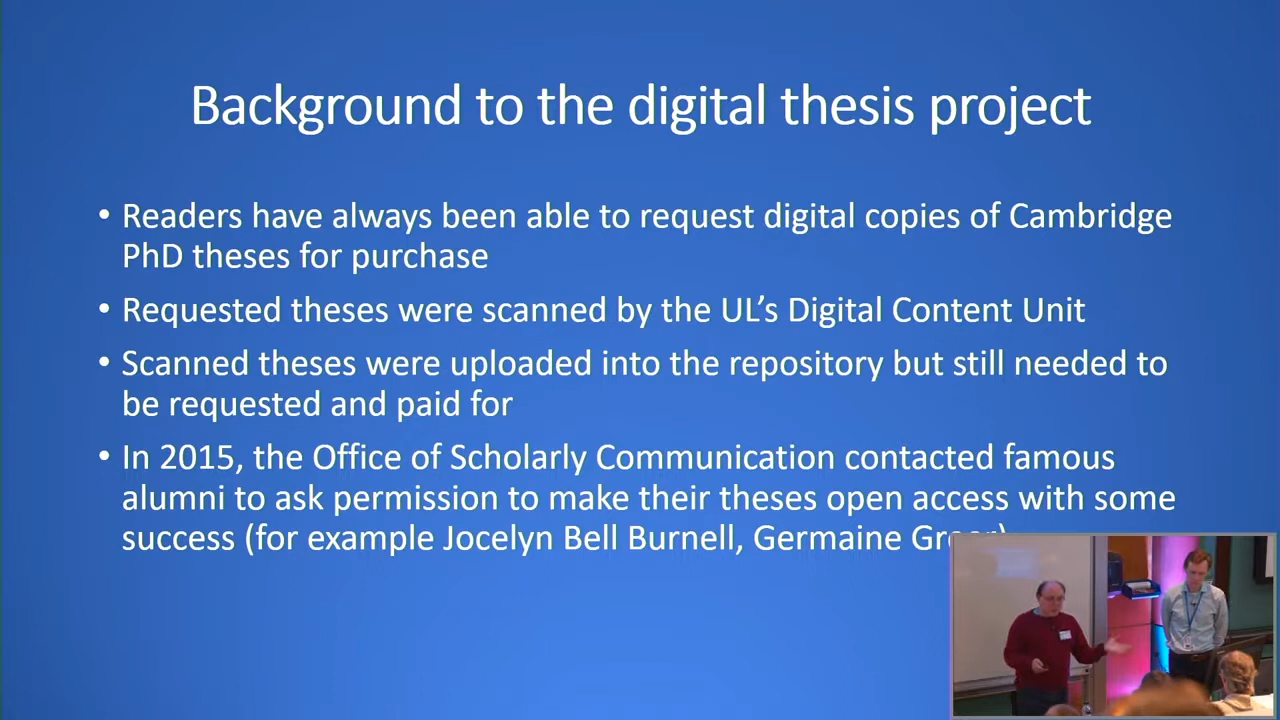 Background to the digital thesis project
• Readers have always been able to request digital copies of Cambridge
PhD theses for purchase
• Requested theses were scanned by the UL’s Digital Content Unit
• Scanned theses were uploaded into the repository but still needed to
be requested and paid for
• In 2015, the Office of Scholarly Communication contacted famous
alumni to ask permission to make their theses open access with some
success (for example Jocelyn Bell Burnell, Germaine Greer)